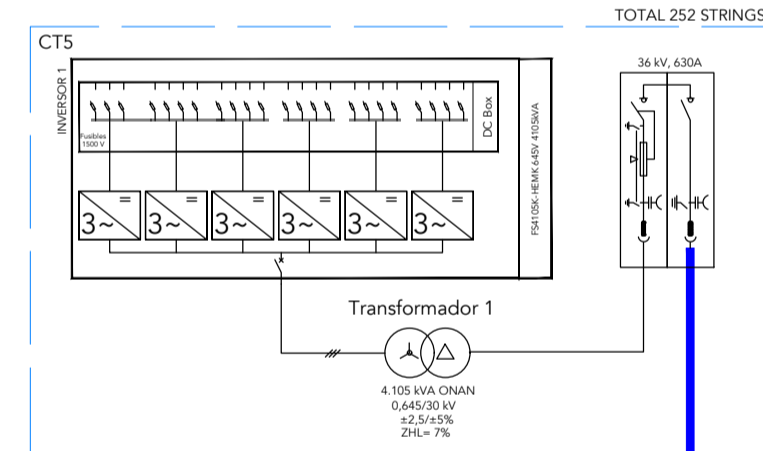 TOTAL 252 STRINGS
CT5
36 kV, 630A
INVERSOR 1
Fusibles
1500 V
DC Box
FS4105K-HEMK 645V 4105kVA
3~ 3~ 3~ 3~ 3~ 3~
Transformador 1
4.105 kVA ONAN
0,645/30 kV
±2,5/±5%
ZHL= 7%